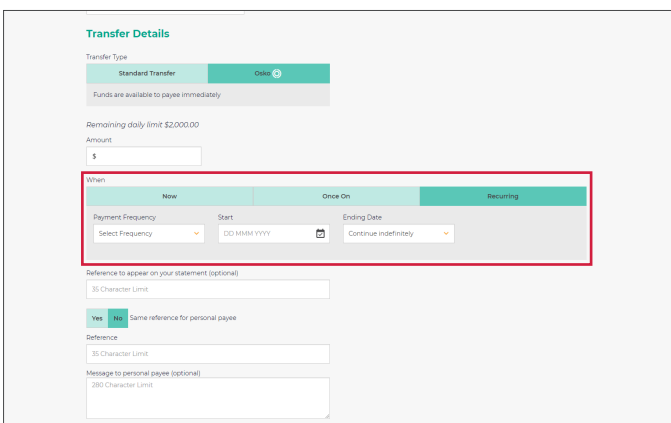 Transfer Details
Transfer Type
Standard Transfer Osko
Funds are available to payee immediately
Remaining daily limit $2,000.00
Amount
$
When
Now Once On Recurring
Payment Frequency Start Ending Date
Select Frequency DD MMM YYYY Continue indefinitely
Reference to appear on your statement (optional)
35 Character Limit
Yes No Same reference for personal payee
Reference
35 Character Limit
Message to personal payee (optional)
280 Character Limit